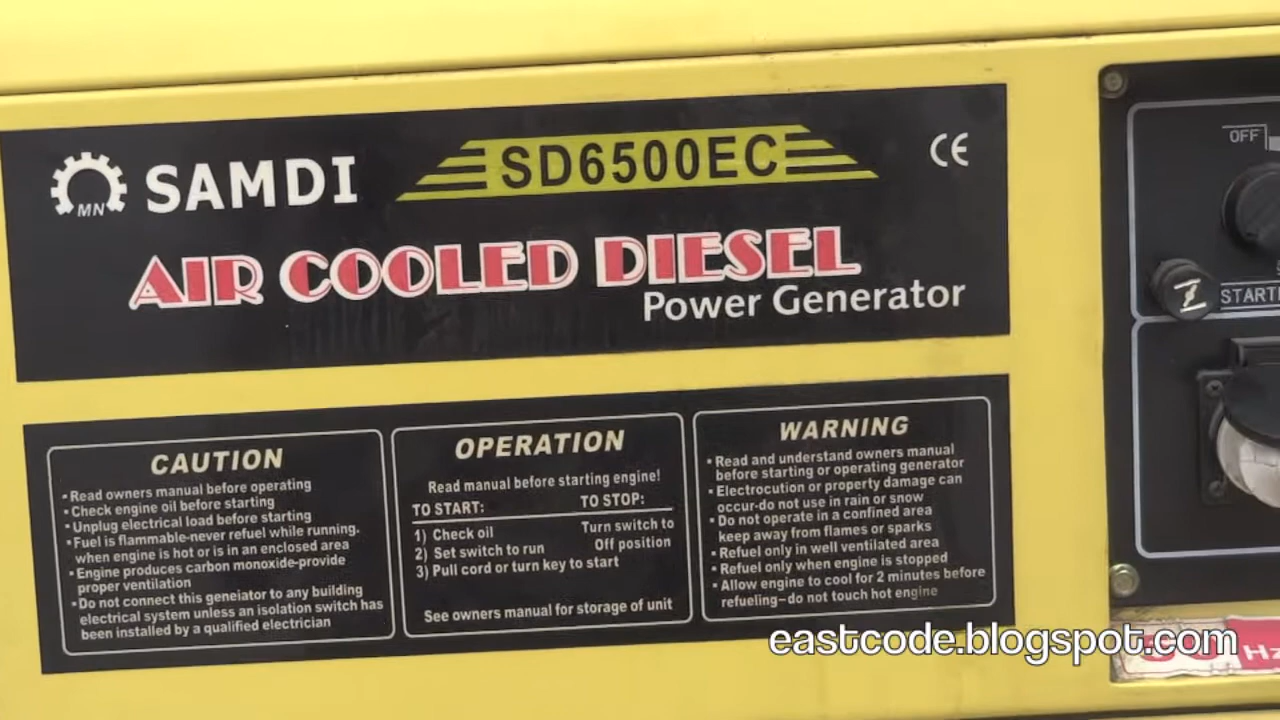 MN
SAMDI
SD6500EC
CE
AIR COOLED DIESEL
Power Generator
CAUTION
▪Read owners manual before operating
▪Check engine oil before starting
▪Unplug electrical load before starting
▪Fuel is flammable-never refuel while running.
when engine is hot or is in an enclosed area
▪Engine produces carbon monoxide-provide
proper ventilation
▪Do not connect this geneiator to any building
electrical system unless an isolation switch has
been installed by a qualified electrician
OPERATION
Read manual before starting engine!
TO START: TO STOP:
1) Check oil Turn switch to
2) Set switch to run Off position
3) Pull cord or turn key to start
See owners manual for storage of unit
WARNING
▪Read and understand owners manual
before starting or operating generator
▪Electrocution or property damage can
occur-do not use in rain or snow
▪Do not operate in a confined area
keep away from flames or sparks
▪Refuel only in well ventilated area
▪Refuel only when engine is stopped
▪Allow engine to cool for 2 minutes before
refueling-do not touch hot engine
OFF
Hz
eastcode.blogspot.com